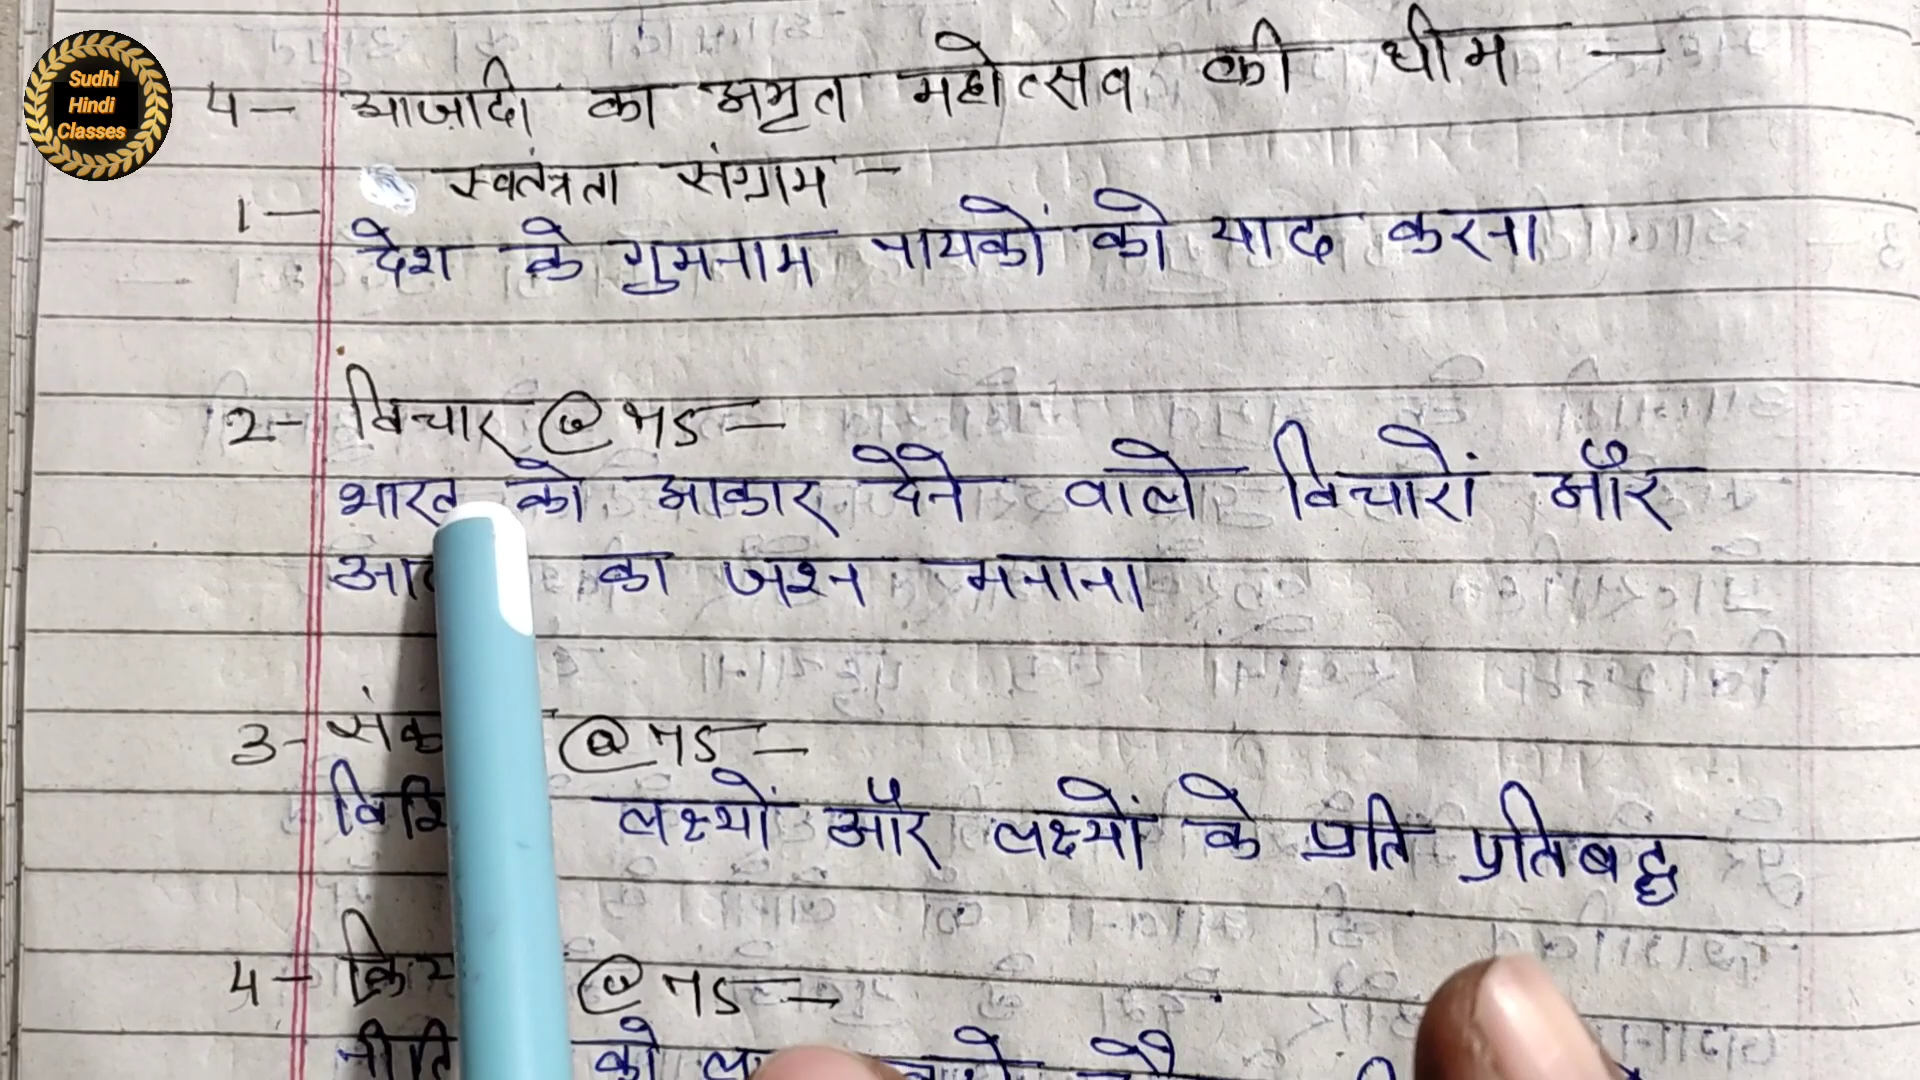 Sudhi
Hindi
Classes
4- आज़ादी का अमृत महोत्सव की थीम -
1- स्वतंत्रता संग्राम -
देश के गुमनाम नायकों को याद करना
2- विचार @ 75 -
भारत को आकार देने वाले विचारों और
का जश्न मनाना
3- @ 75 -
लक्ष्यों और लक्ष्यों के प्रति प्रतिबद्ध
4- @ 75 -
को